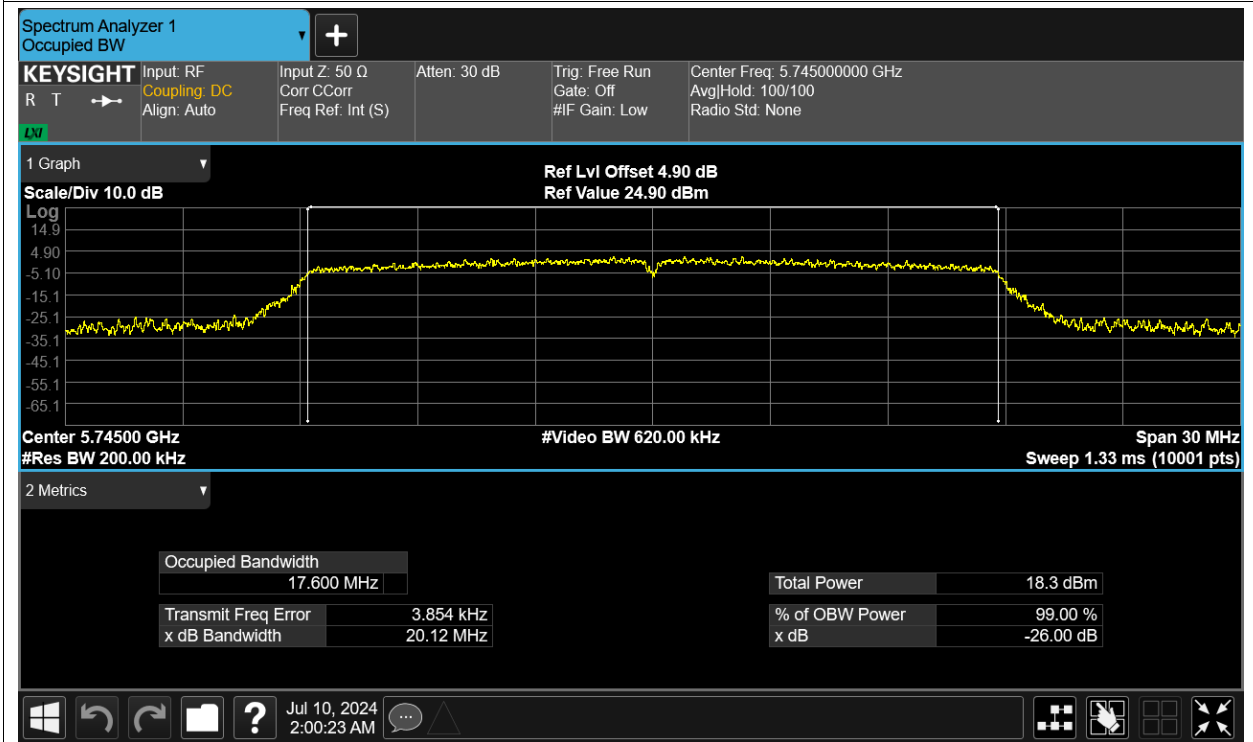 Spectrum Analyzer 1
Occupied BW
KEYSIGHT
R T
LXI
Input: RF
Coupling: DC
Align: Auto
Input Z: 50 Ω
Corr CCorr
Freq Ref: Int (S)
Atten: 30 dB
Trig: Free Run
Gate: Off
#IF Gain: Low
Center Freq: 5.745000000 GHz
Avg|Hold: 100/100
Radio Std: None
1 Graph
Scale/Div 10.0 dB
Ref Lvl Offset 4.90 dB
Ref Value 24.90 dBm
Log
14.9
4.90
-5.10
-15.1
-25.1
-35.1
-45.1
-55.1
-65.1
Center 5.74500 GHz
#Res BW 200.00 kHz
#Video BW 620.00 kHz
Span 30 MHz
Sweep 1.33 ms (10001 pts)
2 Metrics
Occupied Bandwidth
17.600 MHz
Transmit Freq Error 3.854 kHz
x dB Bandwidth 20.12 MHz
Total Power 18.3 dBm
% of OBW Power 99.00 %
x dB -26.00 dB
?
Jul 10, 2024
2:00:23 AM